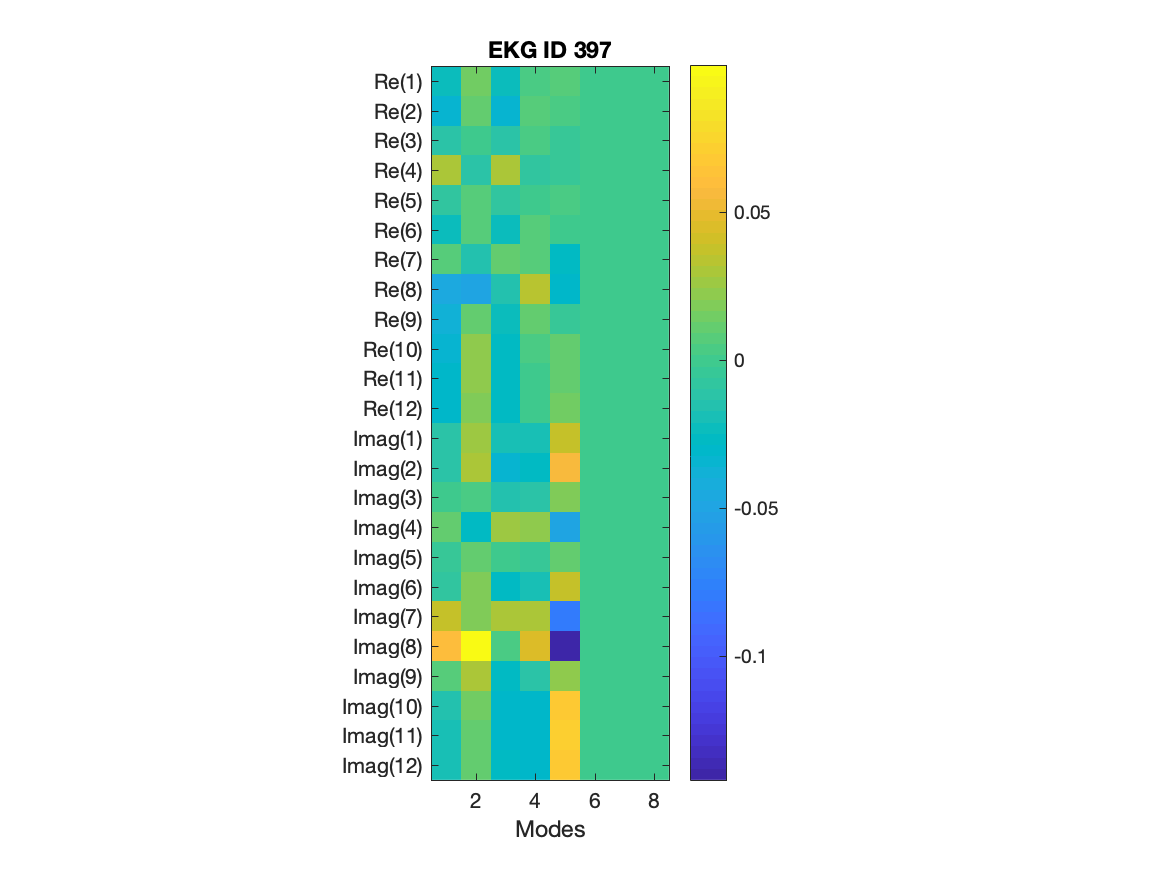 EKG ID 397
Re(1)
Re(2)
Re(3)
Re(4)
Re(5)
Re(6)
Re(7)
Re(8)
Re(9)
Re(10)
Re(11)
Re(12)
Imag(1)
Imag(2)
Imag(3)
Imag(4)
Imag(5)
Imag(6)
Imag(7)
Imag(8)
Imag(9)
Imag(10)
Imag(11)
Imag(12)
2 4 6 8
Modes
0.05
0
-0.05
-0.1